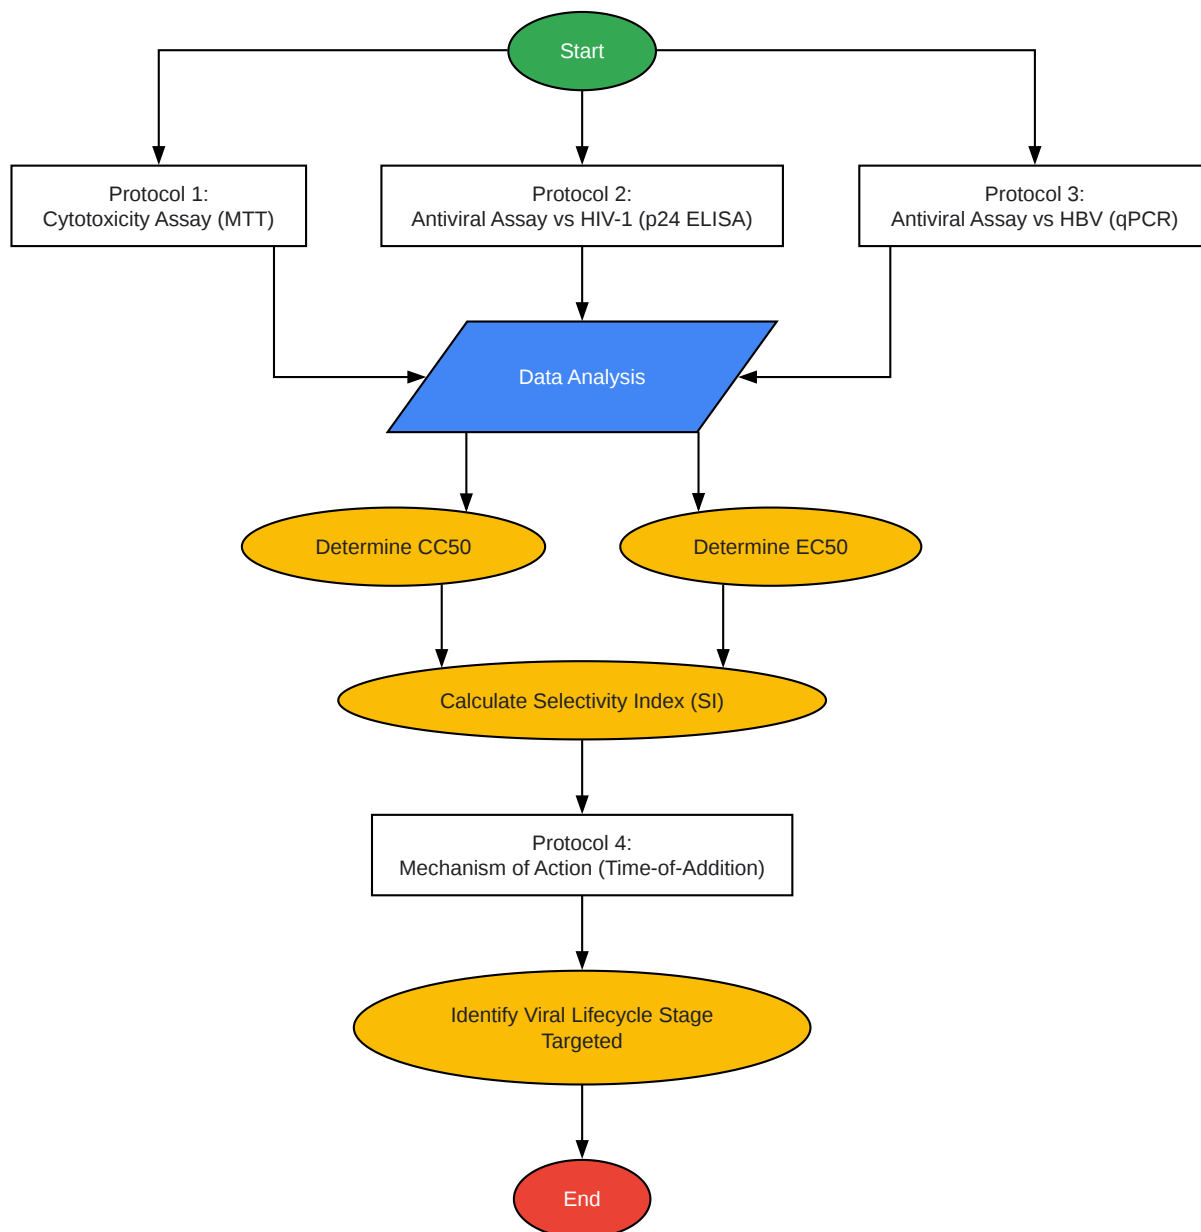 Start
Protocol 1:
Cytotoxicity Assay (MTT)
Protocol 2:
Antiviral Assay vs HIV-1 (p24 ELISA)
Protocol 3:
Antiviral Assay vs HBV (qPCR)
Data Analysis
Determine CC50
Determine EC50
Calculate Selectivity Index (SI)
Protocol 4:
Mechanism of Action (Time-of-Addition)
Identify Viral Lifecycle Stage
Targeted
End